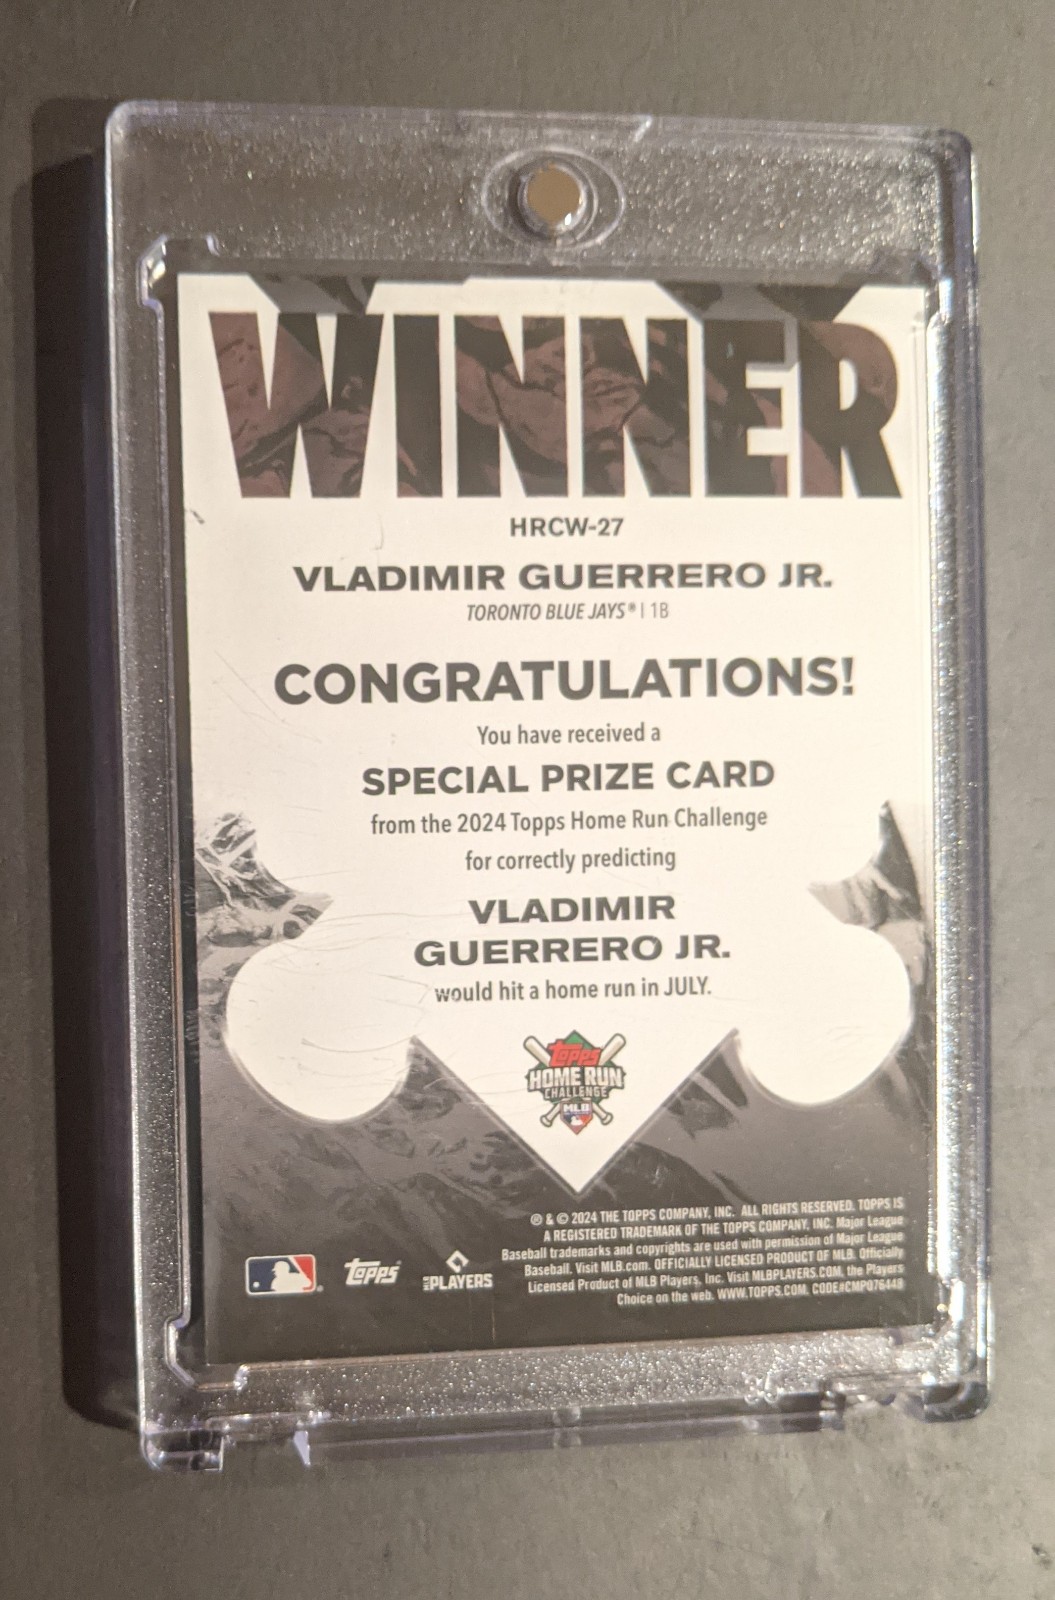 WINNER
HRCW-27
VLADIMIR GUERRERO JR.
TORONTO BLUE JAYS® | 1B
CONGRATULATIONS!
You have received a
SPECIAL PRIZE CARD
from the 2024 Topps Home Run Challenge
for correctly predicting
VLADIMIR
GUERRERO JR.
would hit a home run in JULY.
Topps
HOME RUN
CHALLENGE
MLB
® & © 2024 THE TOPPS COMPANY, INC. ALL RIGHTS RESERVED. TOPPS IS
A REGISTERED TRADEMARK OF THE TOPPS COMPANY, INC. Major League
Baseball trademarks and copyrights are used with permission of Major League
Baseball. Visit MLB.com. OFFICIALLY LICENSED PRODUCT OF MLB. Officially
Licensed Product of MLB Players, Inc. Visit MLBPLAYERS.COM, the Players
Choice on the web. WWW.TOPPS.COM. CODE#CMP076448
Topps
MLB PLAYERS